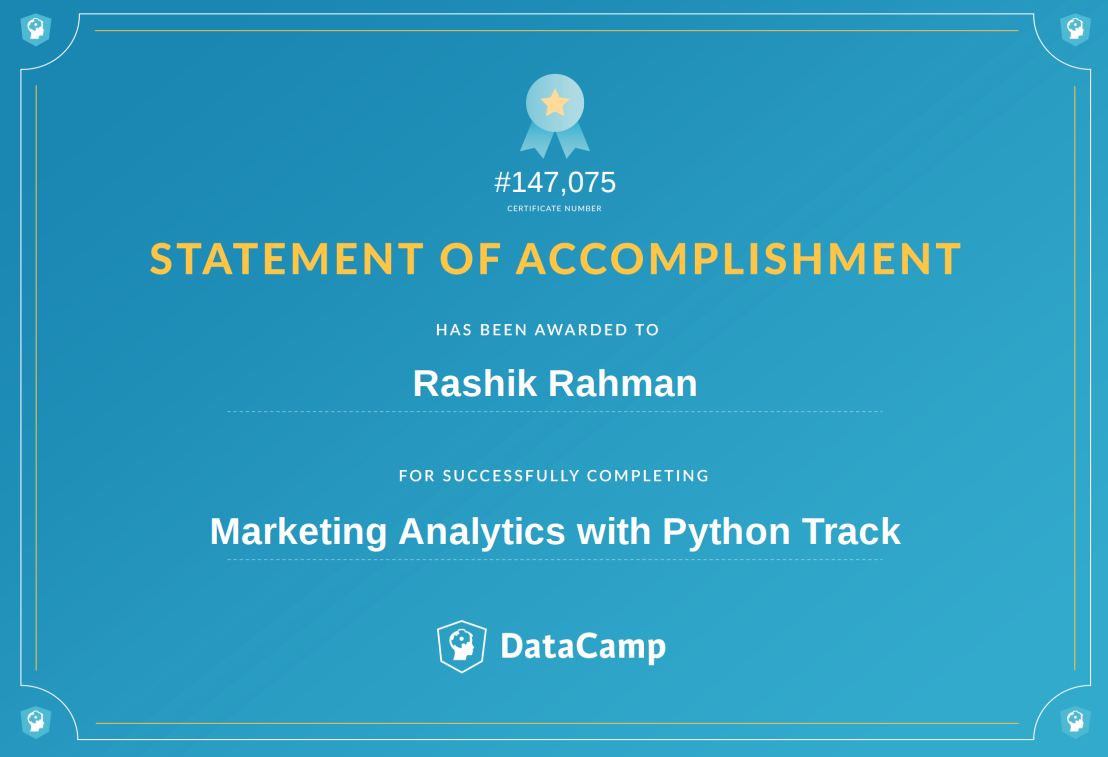 #147,075
CERTIFICATE NUMBER
STATEMENT OF ACCOMPLISHMENT
HAS BEEN AWARDED TO
Rashik Rahman
FOR SUCCESSFULLY COMPLETING
Marketing Analytics with Python Track
DataCamp